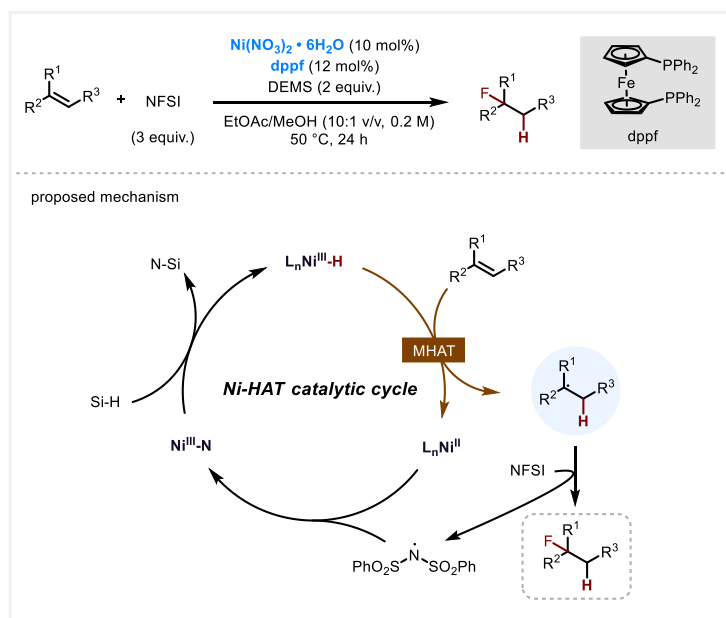 Ni(NO3)2 • 6H2O (10 mol%)
dppf (12 mol%)
DEMS (2 equiv.)
EtOAc/MeOH (10:1 v/v, 0.2 M)
50 °C, 24 h
R1
R2
R3
+
NFSI
(3 equiv.)
R1
F
R2
R3
H
PPh2
Fe
PPh2
dppf
proposed mechanism
N-Si
LnNiIII-H
R1
R2
R3
MHAT
Si-H
Ni-HAT catalytic cycle
R1
R2
R3
H
NiIII-N
LnNiII
NFSI
N
PhO2S
SO2Ph
R1
F
R2
R3
H